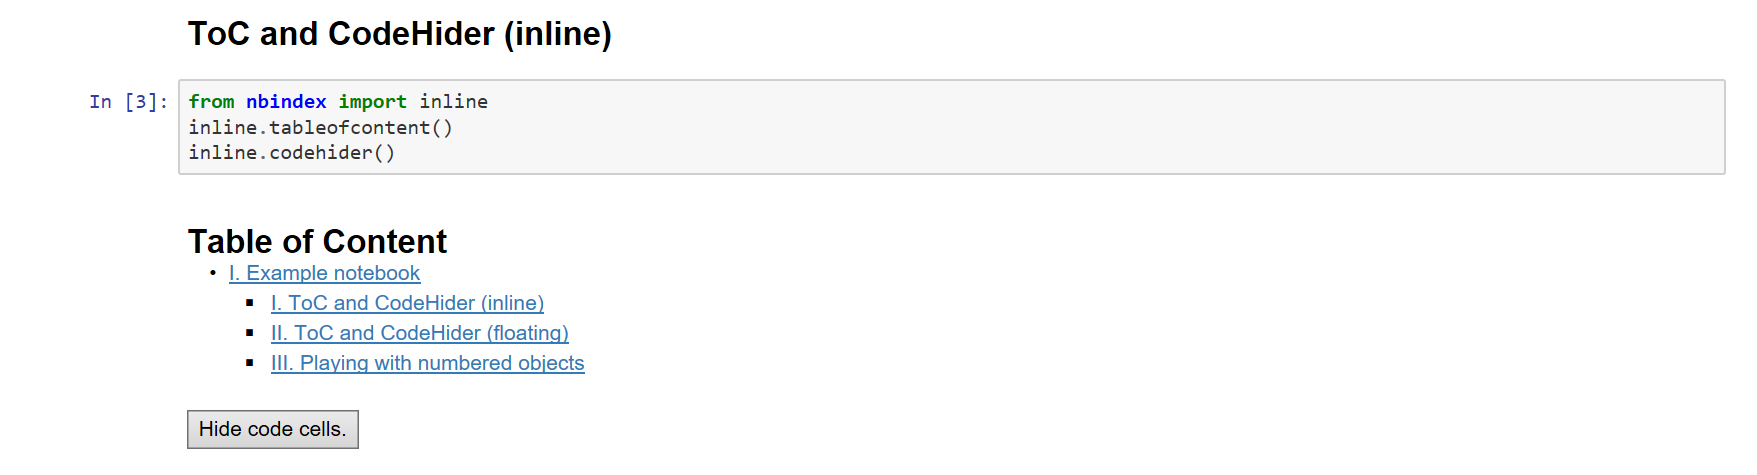 ToC and CodeHider (inline)
In [3]: from nbindex import inline
inline.tableofcontent()
inline.codehider()
Table of Content
• I. Example notebook
▪ I. ToC and CodeHider (inline)
▪ II. ToC and CodeHider (floating)
▪ III. Playing with numbered objects
Hide code cells.